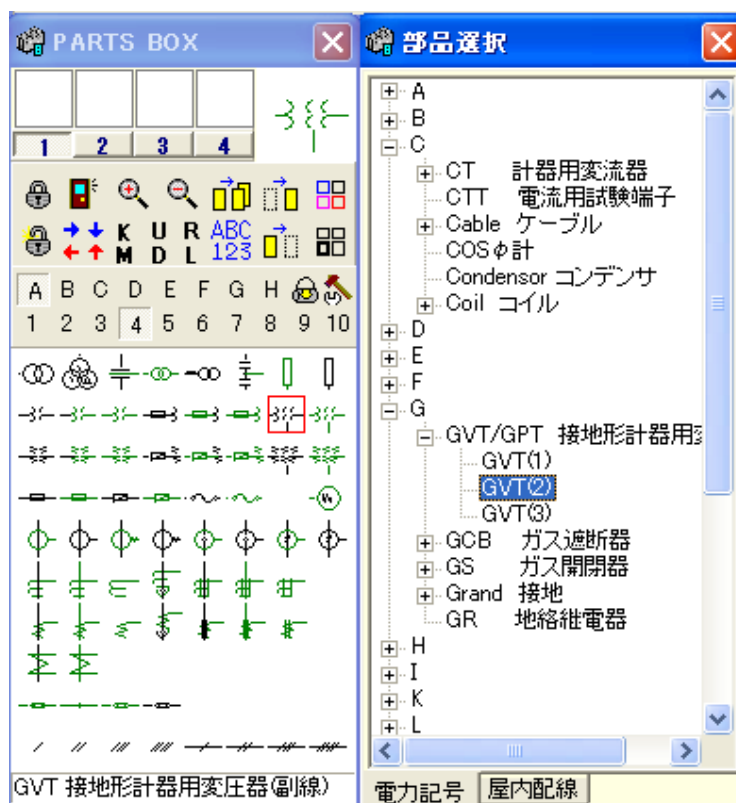 PARTS BOX
1 2 3 4
K U R ABC
M D L 123
A B C D E F G H
1 2 3 4 5 6 7 8 9 10
GVT 接地形計器用変圧器(副線)
部品選択
A
B
C
CT 計器用変流器
CTT 電流用試験端子
Cable ケーブル
COSφ計
Condensor コンデンサ
Coil コイル
D
E
F
G
GVT/GPT 接地形計器用
GVT(1)
GVT(2)
GVT(3)
GCB ガス遮断器
GS ガス開閉器
Grand 接地
GR 地絡継電器
H
I
K
L
電力記号 屋内配線